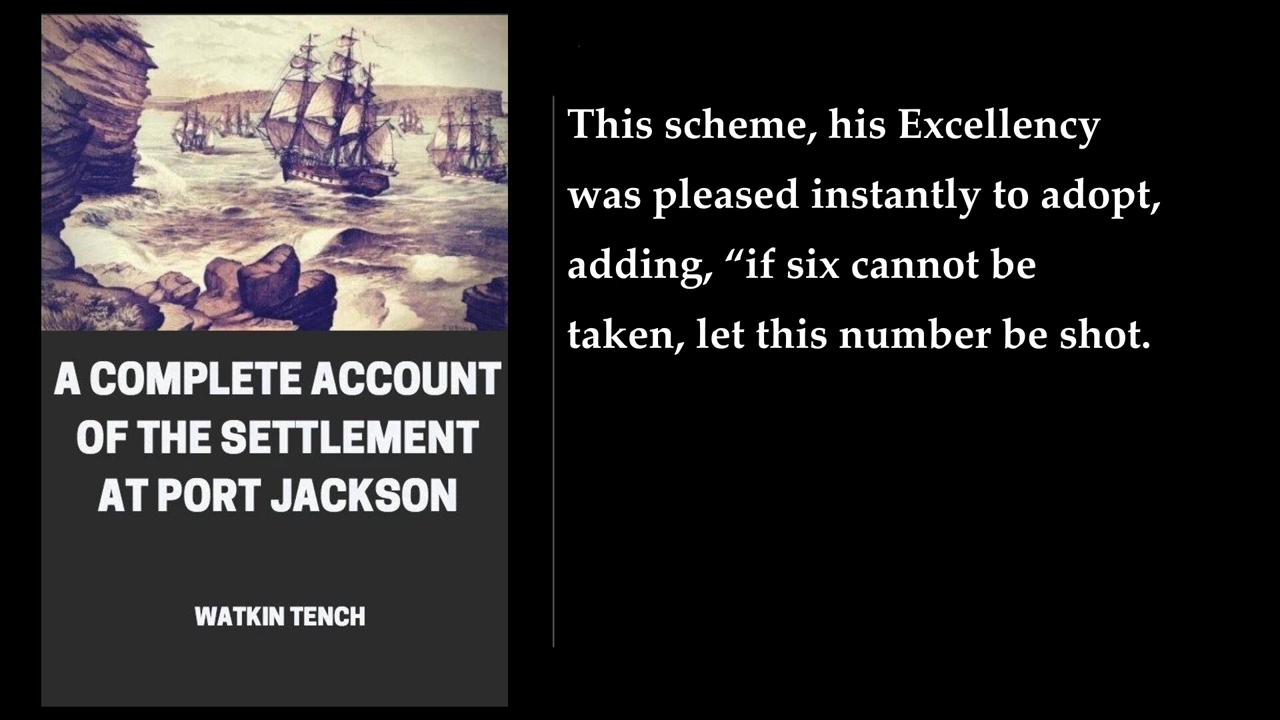 A COMPLETE ACCOUNT
OF THE SETTLEMENT
AT PORT JACKSON
WATKIN TENCH
This scheme, his Excellency
was pleased instantly to adopt,
adding, “if six cannot be
taken, let this number be shot.